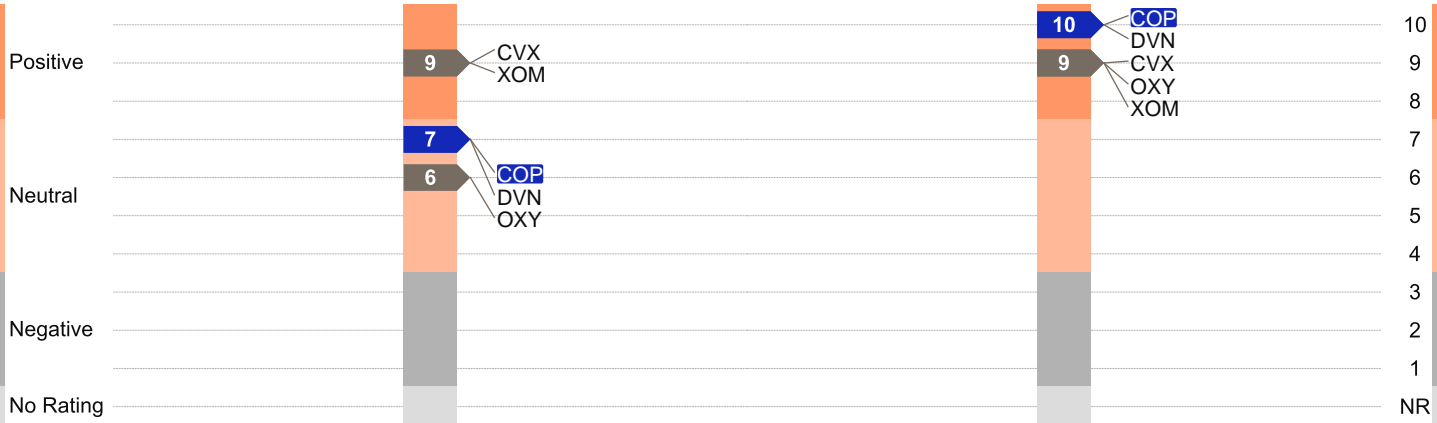 Positive
Neutral
Negative
No Rating
9
CVX
XOM
7
6
COP
DVN
OXY
10
9
COP
DVN
CVX
OXY
XOM
10
9
8
7
6
5
4
3
2
1
NR